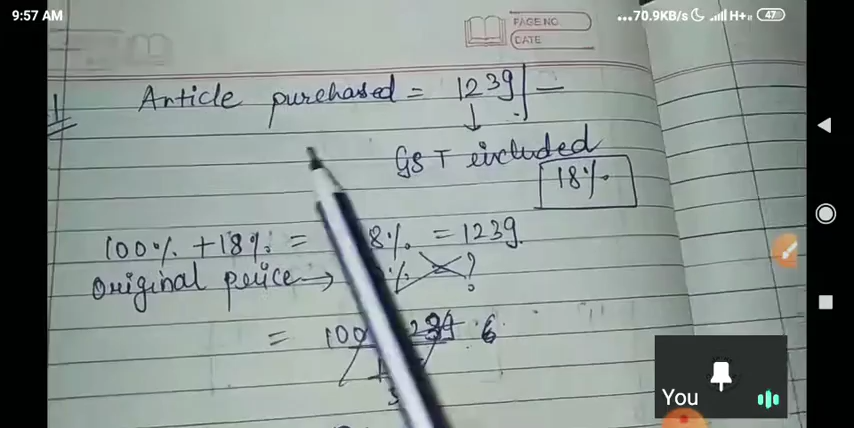 9:57 AM
...70.9KB/s H+ 47
PAGE NO.
DATE
1 Article purchased = 1239/-
GST included
18%
100% + 18% = 8% = 1239
Original price → % ?
= 100
You